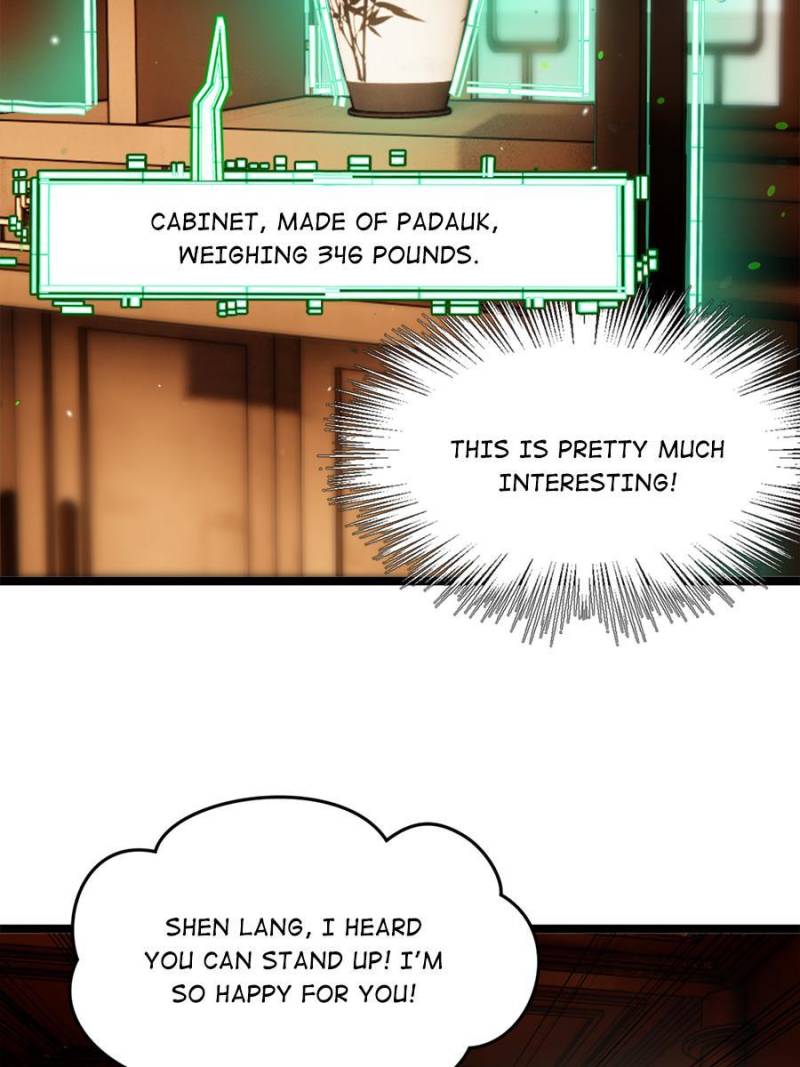 CABINET, MADE OF PADAUK,
WEIGHING 346 POUNDS.
THIS IS PRETTY MUCH
INTERESTING!
SHEN LANG, I HEARD
YOU CAN STAND UP! I'M
SO HAPPY FOR YOU!